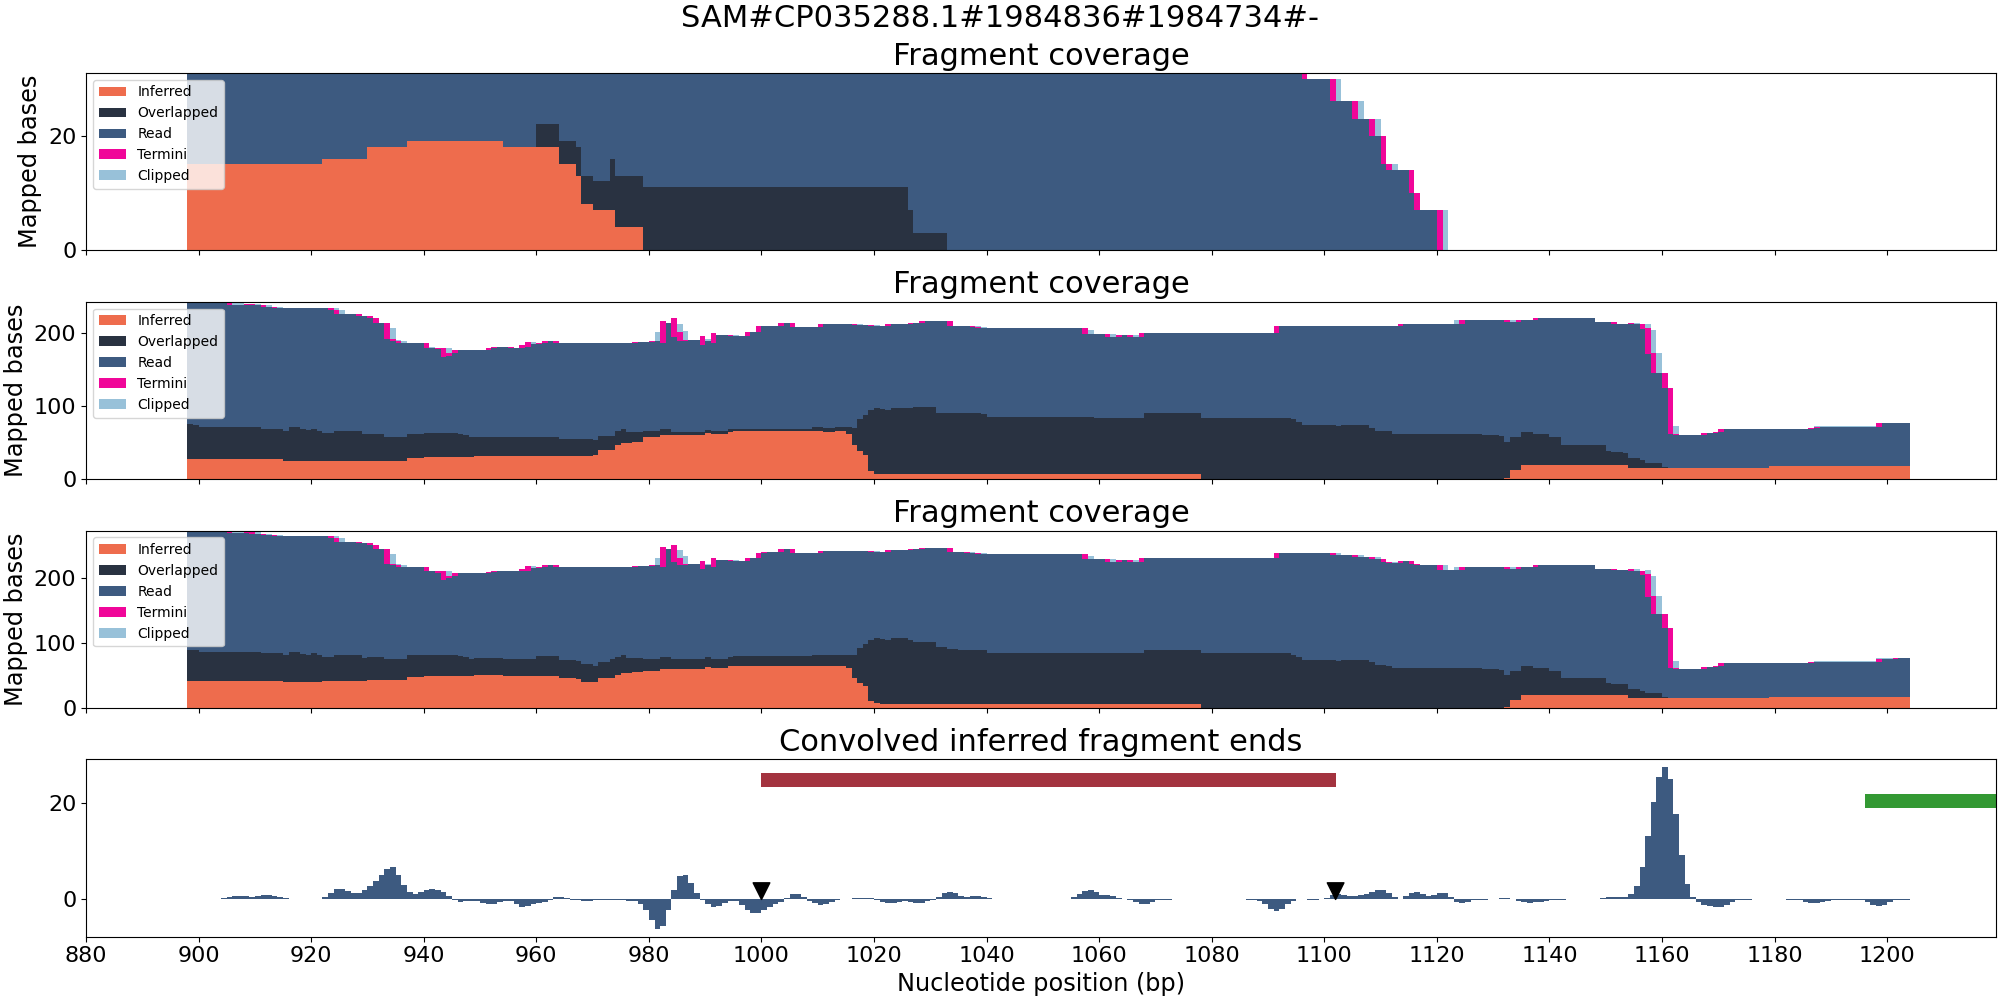 SAM#CP035288.1#1984836#1984734#-
Fragment coverage
Mapped bases
20
0
Inferred
Overlapped
Read
Termini
Clipped
Fragment coverage
Mapped bases
200
100
0
Inferred
Overlapped
Read
Termini
Clipped
Fragment coverage
Mapped bases
200
100
0
Inferred
Overlapped
Read
Termini
Clipped
Convolved inferred fragment ends
20
0
880 900 920 940 960 980 1000 1020 1040 1060 1080 1100 1120 1140 1160 1180 1200
Nucleotide position (bp)